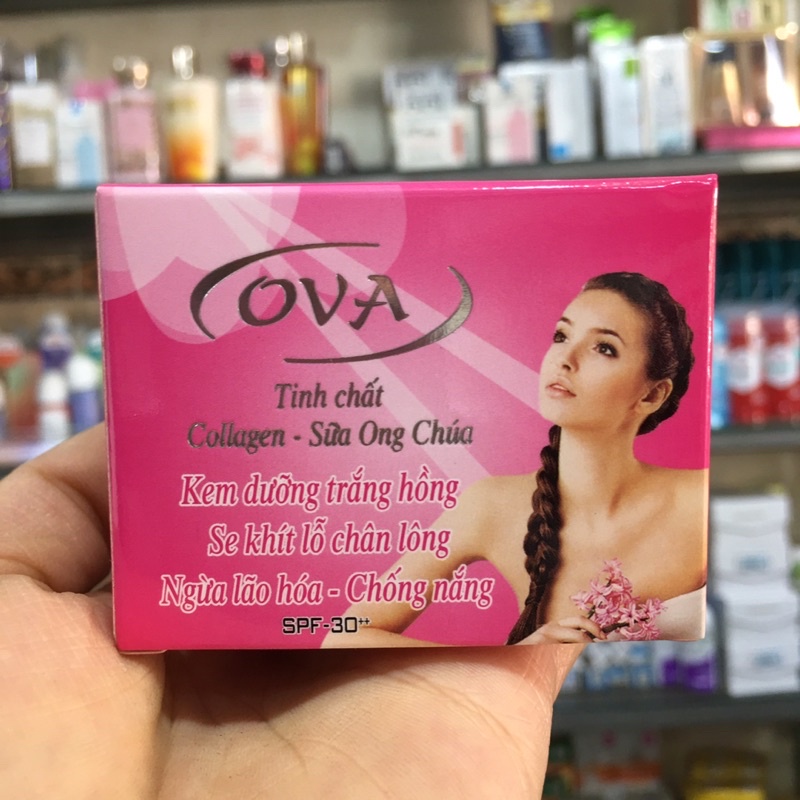 OVA
Tinh chất
Collagen - Sữa Ong Chúa
Kem dưỡng trắng hồng
Se khít lỗ chân lông
Ngừa lão hóa - Chống nắng
SPF-30++